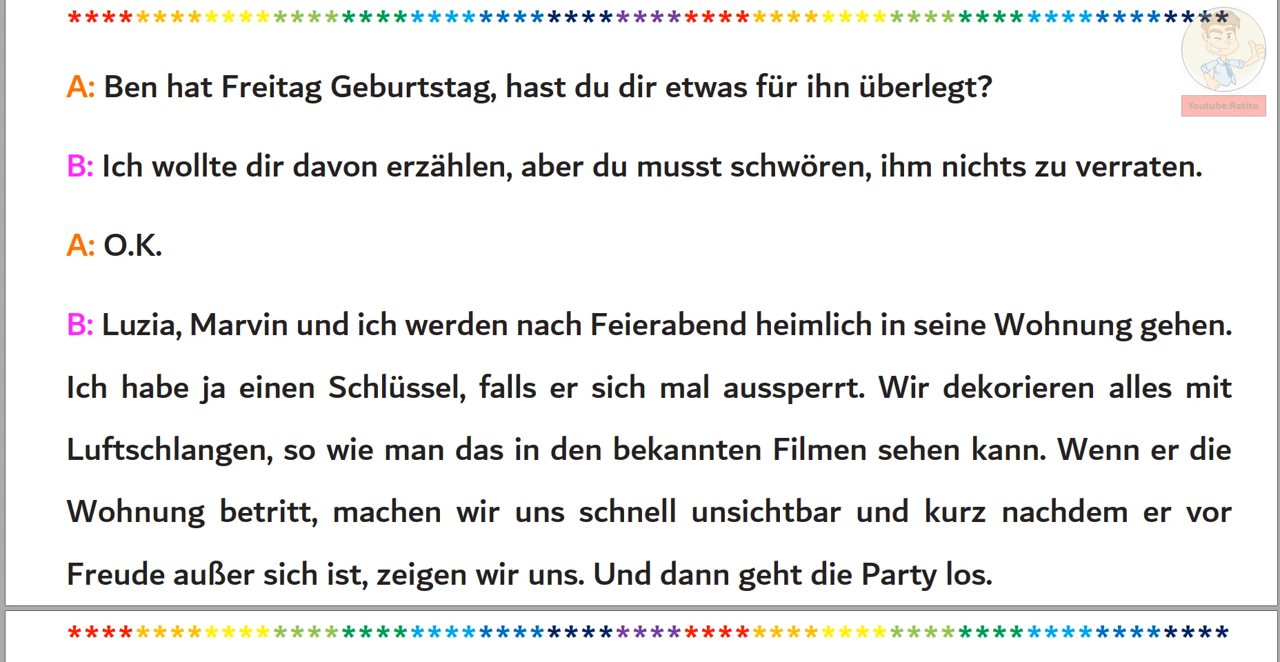 ************************************************************************
A: Ben hat Freitag Geburtstag, hast du dir etwas für ihn überlegt?
Youtube:Ratito
B: Ich wollte dir davon erzählen, aber du musst schwören, ihm nichts zu verraten.
A: O.K.
B: Luzia, Marvin und ich werden nach Feierabend heimlich in seine Wohnung gehen.
Ich habe ja einen Schlüssel, falls er sich mal aussperrt. Wir dekorieren alles mit
Luftschlangen, so wie man das in den bekannten Filmen sehen kann. Wenn er die
Wohnung betritt, machen wir uns schnell unsichtbar und kurz nachdem er vor
Freude außer sich ist, zeigen wir uns. Und dann geht die Party los.
************************************************************************